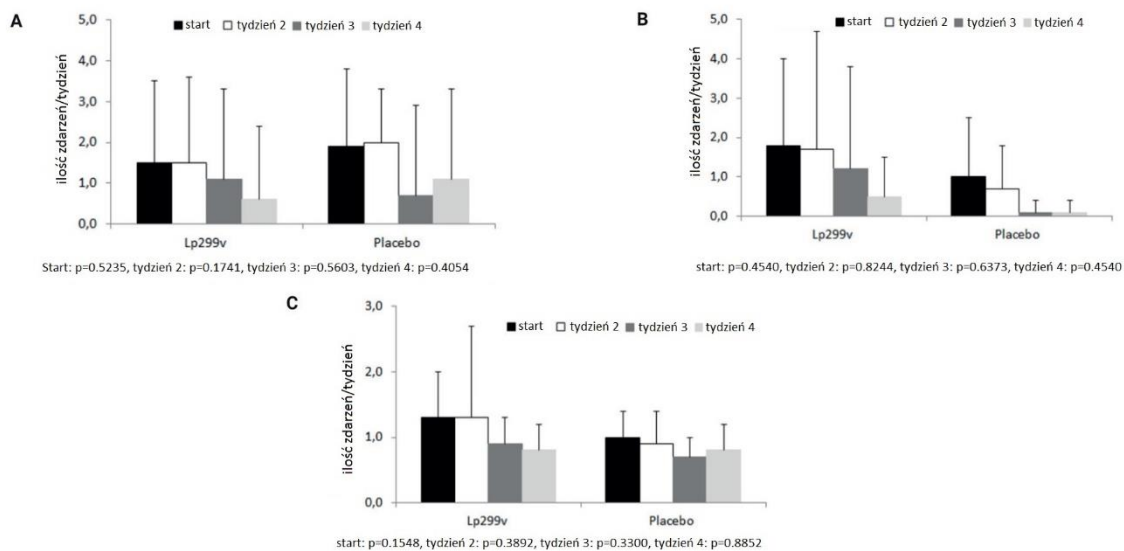 A
start tydzień 2 tydzień 3 tydzień 4
ilość zdarzeń/tydzień
5,0
4,0
3,0
2,0
1,0
0,0
Lp299v Placebo
Start: p=0.5235, tydzień 2: p=0.1741, tydzień 3: p=0.5603, tydzień 4: p=0.4054
B
start tydzień 2 tydzień 3 tydzień 4
ilość zdarzeń/tydzień
5,0
4,0
3,0
2,0
1,0
0,0
Lp299v Placebo
start: p=0.4540, tydzień 2: p=0.8244, tydzień 3: p=0.6373, tydzień 4: p=0.4540
C
start tydzień 2 tydzień 3 tydzień 4
ilość zdarzeń/tydzień
3,0
2,0
1,0
0,0
Lp299v Placebo
start: p=0.1548, tydzień 2: p=0.3892, tydzień 3: p=0.3300, tydzień 4: p=0.8852